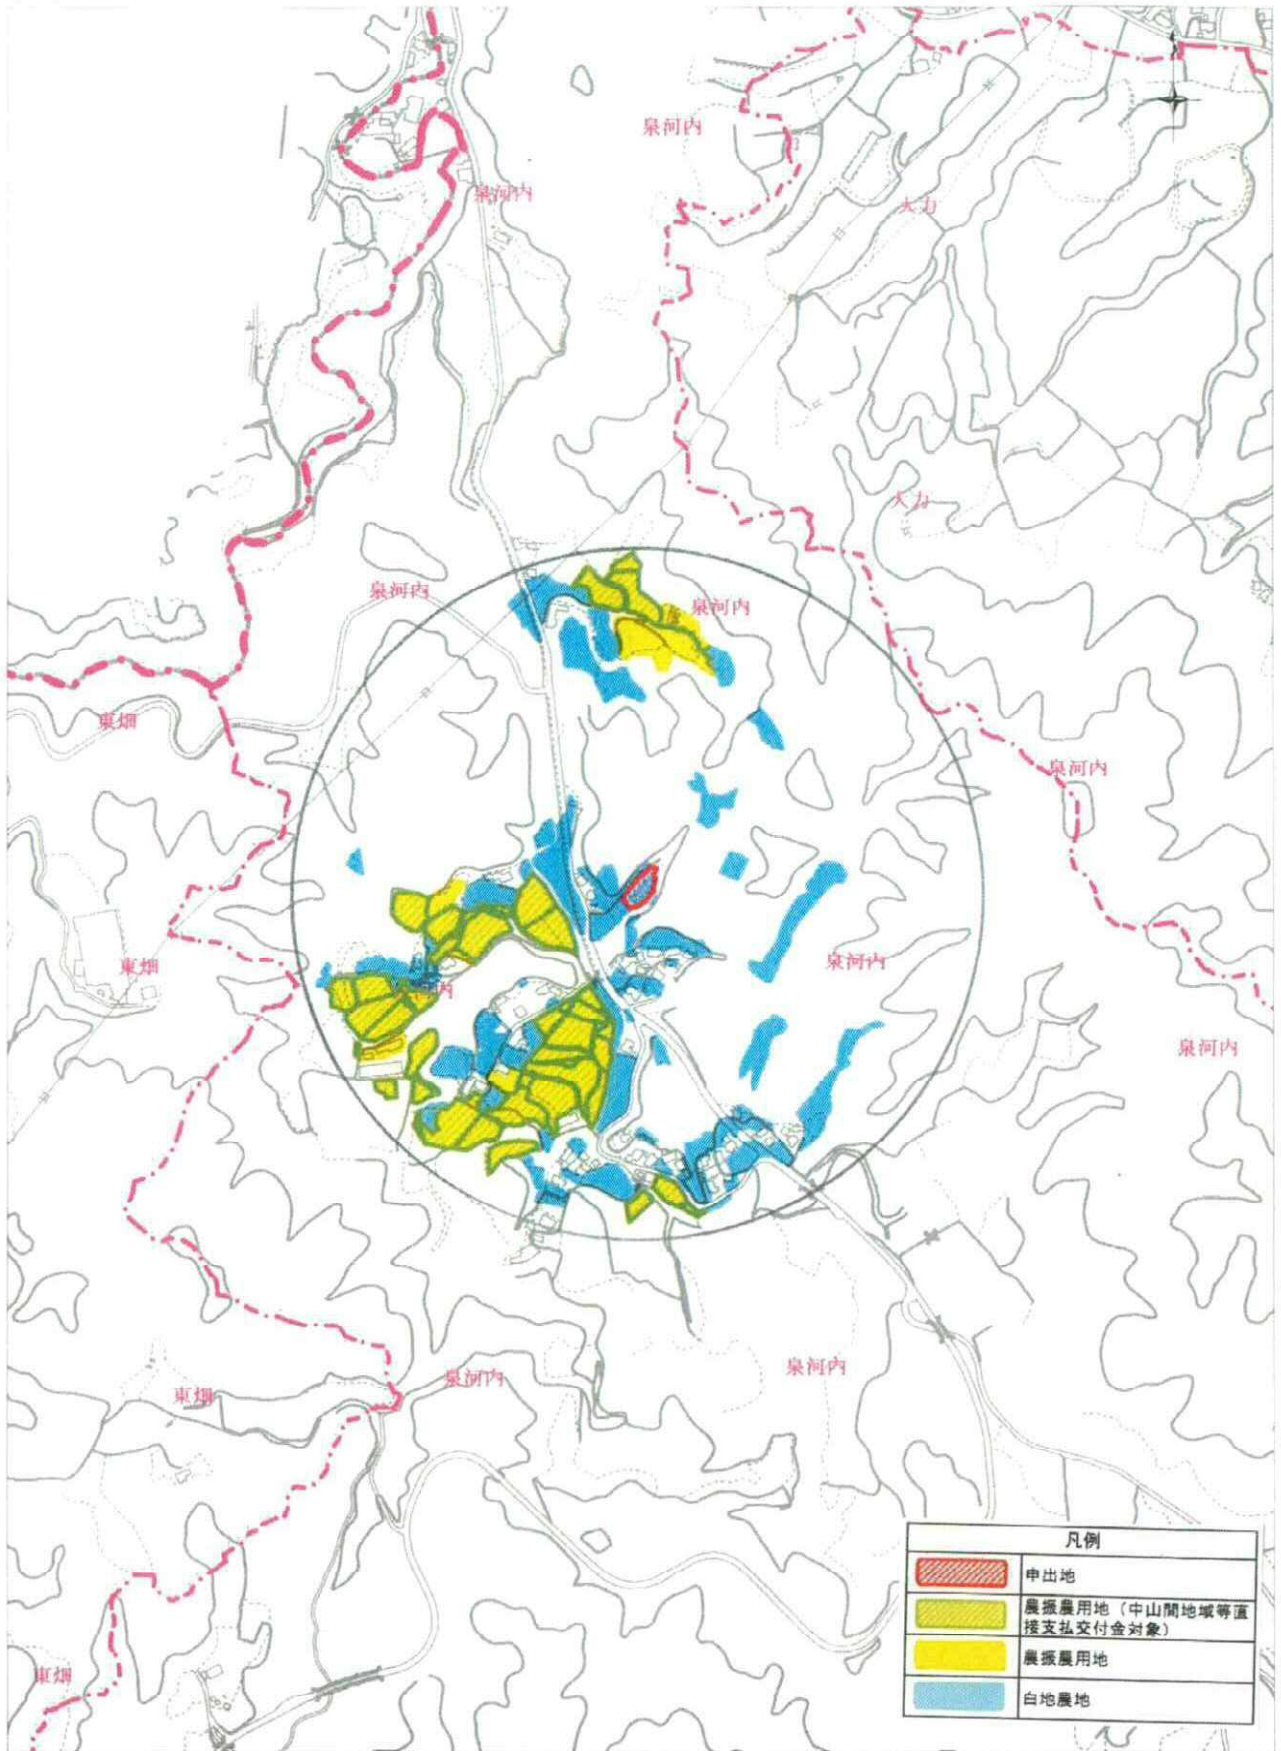 泉河内
泉河内
大力
大力
泉河内
泉河内
東畑
泉河内
東畑
泉河内
泉河内
泉河内
泉河内
東畑
東畑
凡例
申出地
農振農用地（中山間地域等直
接支払交付金対象）
農振農用地
白地農地